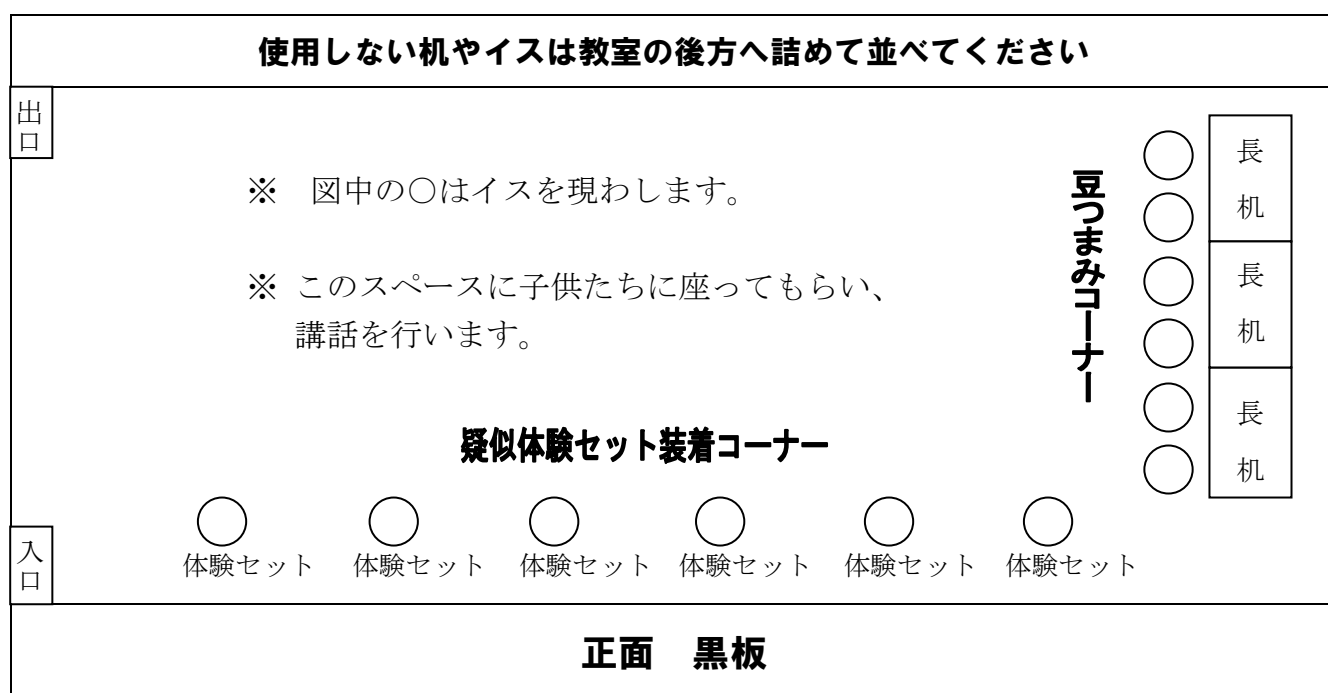 使用しない机やイスは教室の後方へ詰めて並べてください
出口
※　図中の○はイスを現わします。
※ このスペースに子供たちに座ってもらい、
講話を行います。
豆つまみコーナー
長机
長机
長机
疑似体験セット装着コーナー
入口
体験セット　体験セット　体験セット　体験セット　体験セット　体験セット
正面　黒板